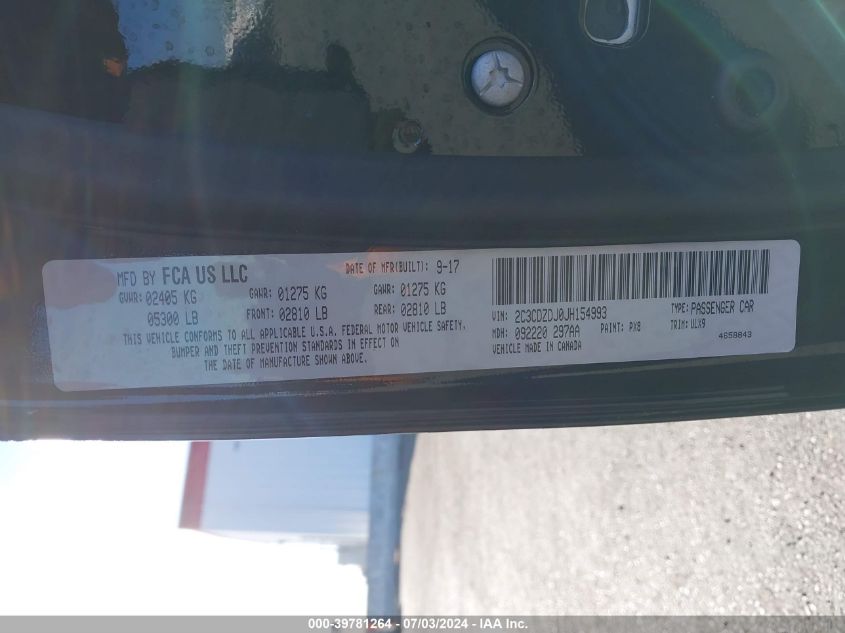 MFD BY FCA US LLC
DATE OF MFR(BUILT): 9-17
GVWR: 02405 KG
GAWR: 01275 KG
GAWR: 01275 KG
05300 LB
FRONT: 02810 LB
REAR: 02810 LB
THIS VEHICLE CONFORMS TO ALL APPLICABLE U.S.A. FEDERAL MOTOR VEHICLE SAFETY,
BUMPER AND THEFT PREVENTION STANDARDS IN EFFECT ON
THE DATE OF MANUFACTURE SHOWN ABOVE.
VIN: 2C3CDZDJ0JH154993
TYPE: PASSENGER CAR
MDH: 092220 297AA
PAINT: PX8
TRIM: ULX9
VEHICLE MADE IN CANADA
4658843
000-39781264 - 07/03/2024 - IAA Inc.